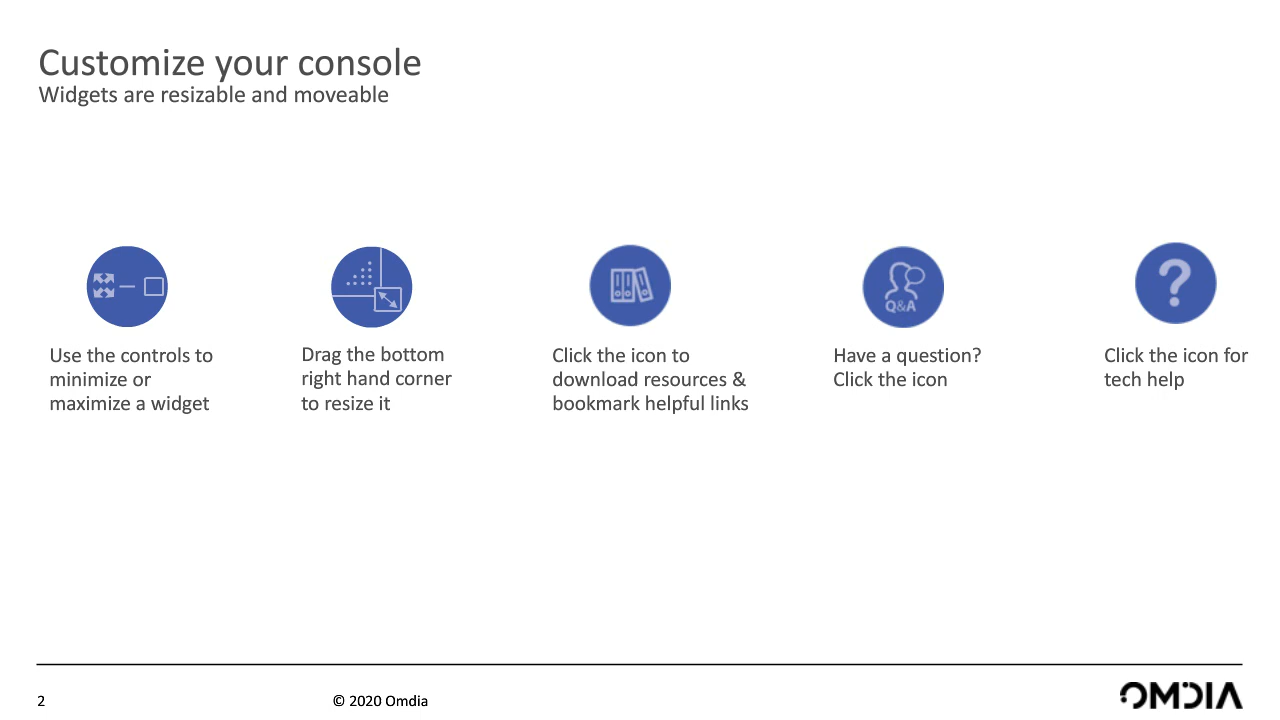 Customize your console
Widgets are resizable and moveable
Q&A
Use the controls to
minimize or
maximize a widget
Drag the bottom
right hand corner
to resize it
Click the icon to
download resources &
bookmark helpful links
Have a question?
Click the icon
Click the icon for
tech help
2
© 2020 Omdia
OMDIA